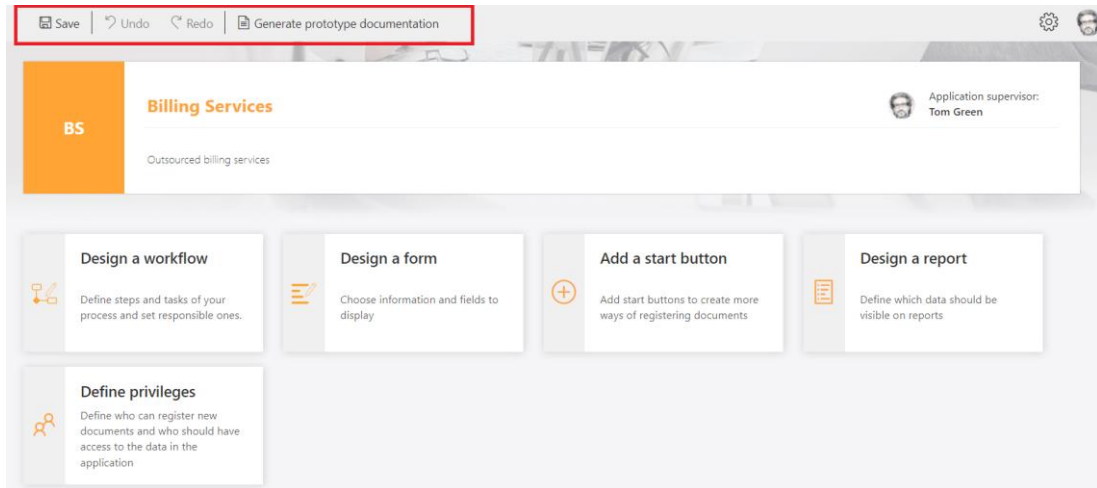 Save Undo Redo Generate prototype documentation
BS
Billing Services
Application supervisor:
Tom Green
Outsourced billing services
Design a workflow
Define steps and tasks of your
process and set responsible ones.
Design a form
Choose information and fields to
display
Add a start button
Add start buttons to create more
ways of registering documents
Design a report
Define which data should be
visible on reports
Define privileges
Define who can register new
documents and who should have
access to the data in the
application